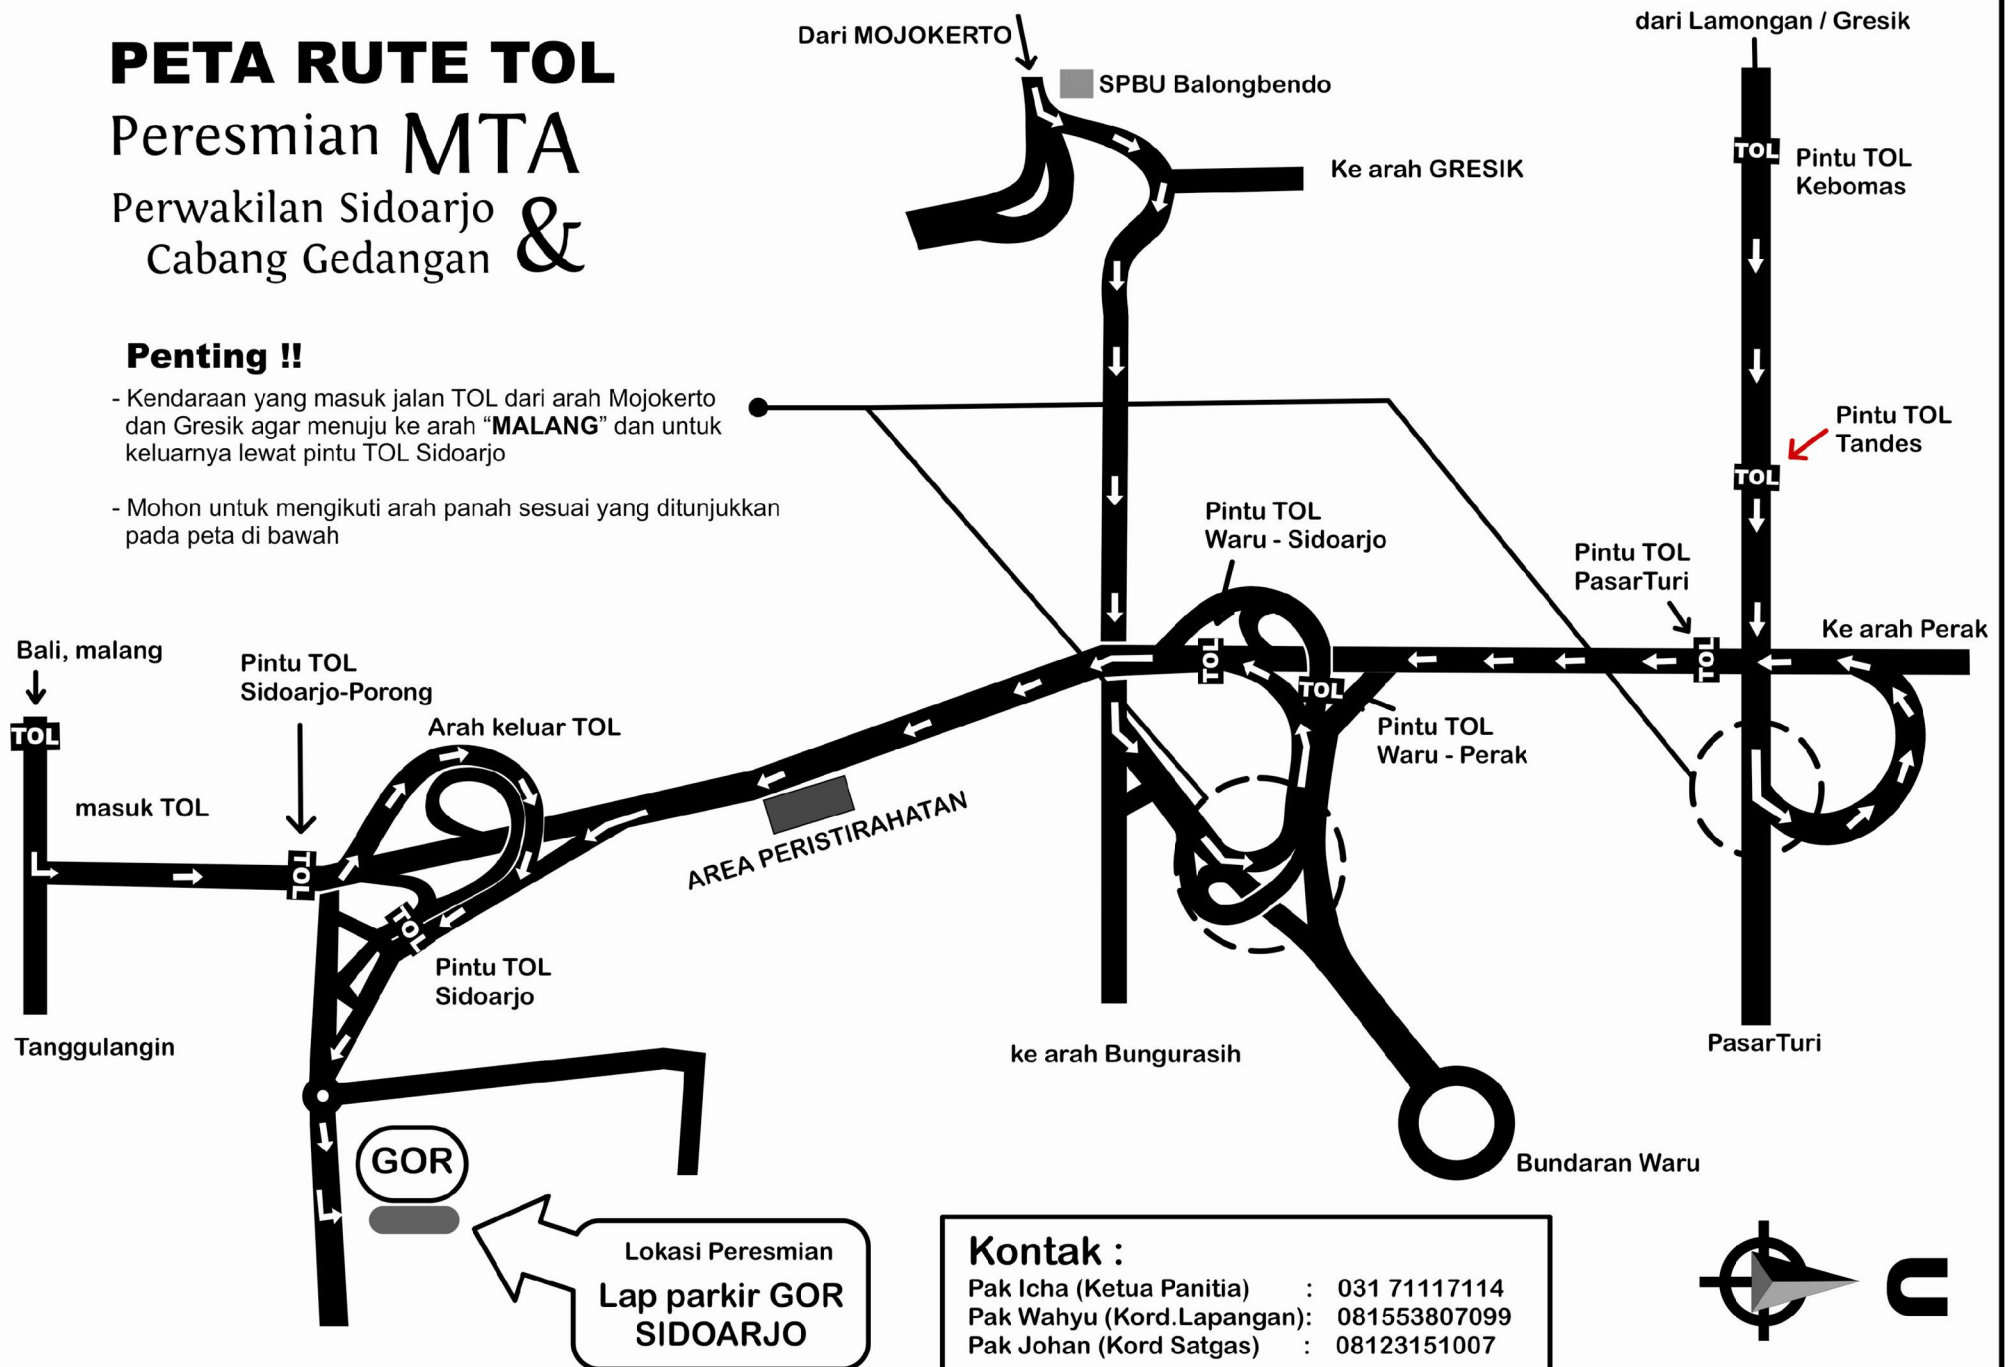 PETA RUTE TOL
Peresmian MTA
Perwakilan Sidoarjo &
Cabang Gedangan
Penting !!
- Kendaraan yang masuk jalan TOL dari arah Mojokerto
dan Gresik agar menuju ke arah “MALANG” dan untuk
keluarnya lewat pintu TOL Sidoarjo
- Mohon untuk mengikuti arah panah sesuai yang ditunjukkan
pada peta di bawah
Dari MOJOKERTO
SPBU Balongbendo
Ke arah GRESIK
dari Lamongan / Gresik
TOL
Pintu TOL
Kebomas
Pintu TOL
Tandes
TOL
Pintu TOL
Waru - Sidoarjo
Pintu TOL
PasarTuri
Ke arah Perak
TOL
TOL
TOL
Pintu TOL
Waru - Perak
Bali, malang
TOL
Pintu TOL
Sidoarjo-Porong
Arah keluar TOL
masuk TOL
TOL
AREA PERISTIRAHATAN
TOL
Pintu TOL
Sidoarjo
Tanggulangin
ke arah Bungurasih
PasarTuri
Bundaran Waru
GOR
Lokasi Peresmian
Lap parkir GOR
SIDOARJO
Kontak :
Pak Icha (Ketua Panitia) : 031 71117114
Pak Wahyu (Kord.Lapangan): 081553807099
Pak Johan (Kord Satgas) : 08123151007
U